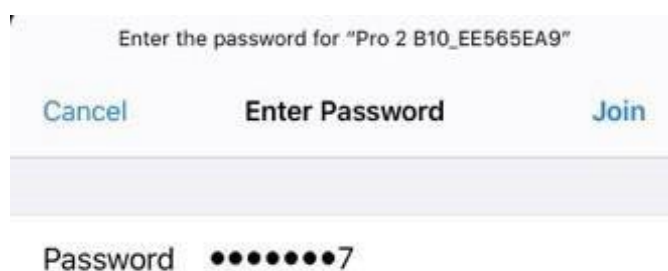 Enter the password for "Pro 2 B10_EE565EA9"
Cancel Enter Password Join
Password •••••••7